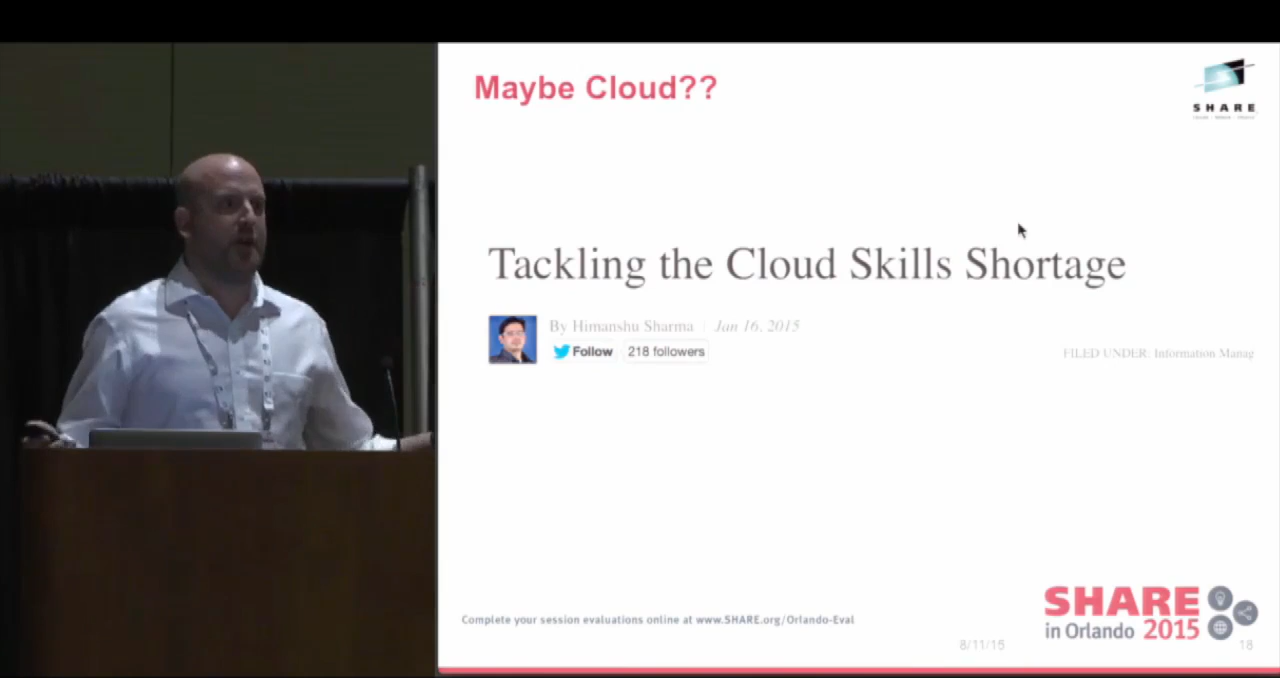 Maybe Cloud??
SHARE
Tackling the Cloud Skills Shortage
By Himanshu Sharma | Jan 16, 2015
Follow 218 followers
FILED UNDER: Information Manag
Complete your session evaluations online at www.SHARE.org/Orlando-Eval
SHARE
in Orlando 2015
8/11/15
18